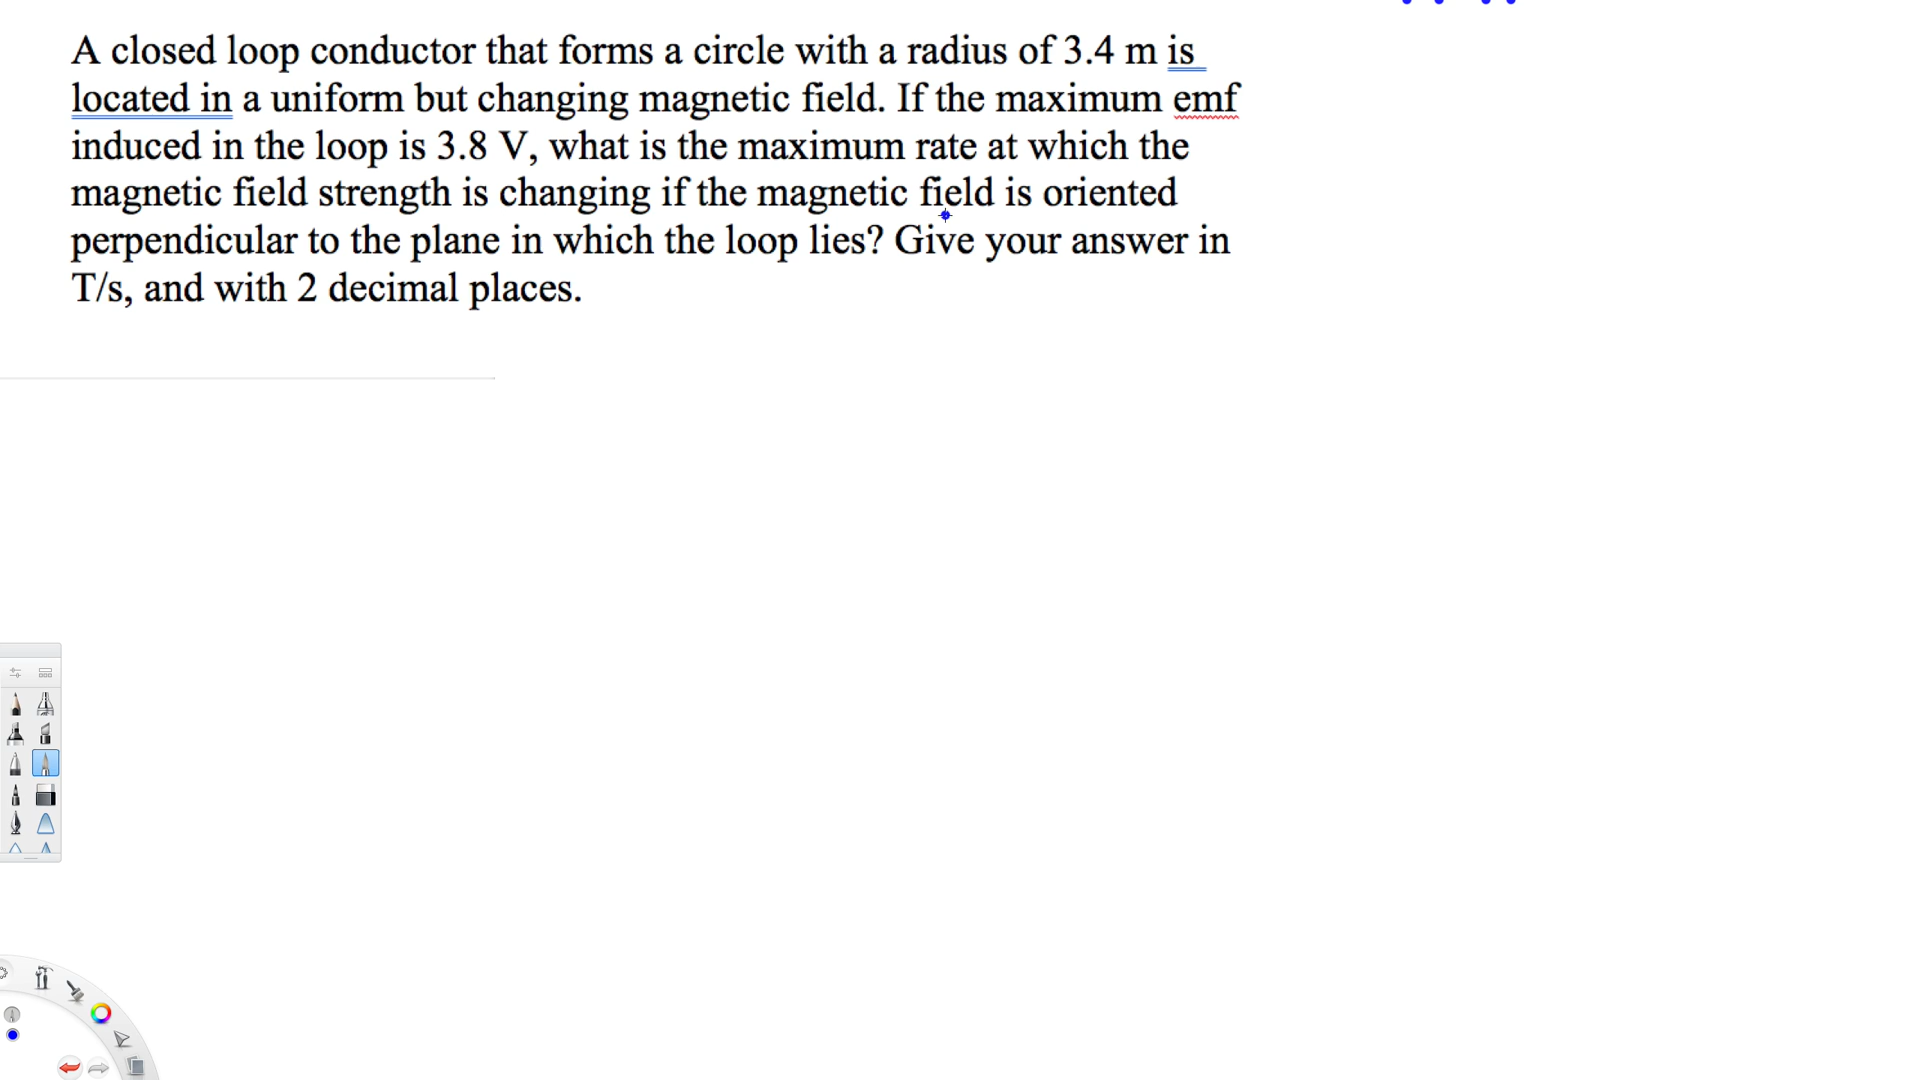 A closed loop conductor that forms a circle with a radius of 3.4 m is
located in a uniform but changing magnetic field. If the maximum emf
induced in the loop is 3.8 V, what is the maximum rate at which the
magnetic field strength is changing if the magnetic field is oriented
perpendicular to the plane in which the loop lies? Give your answer in
T/s, and with 2 decimal places.